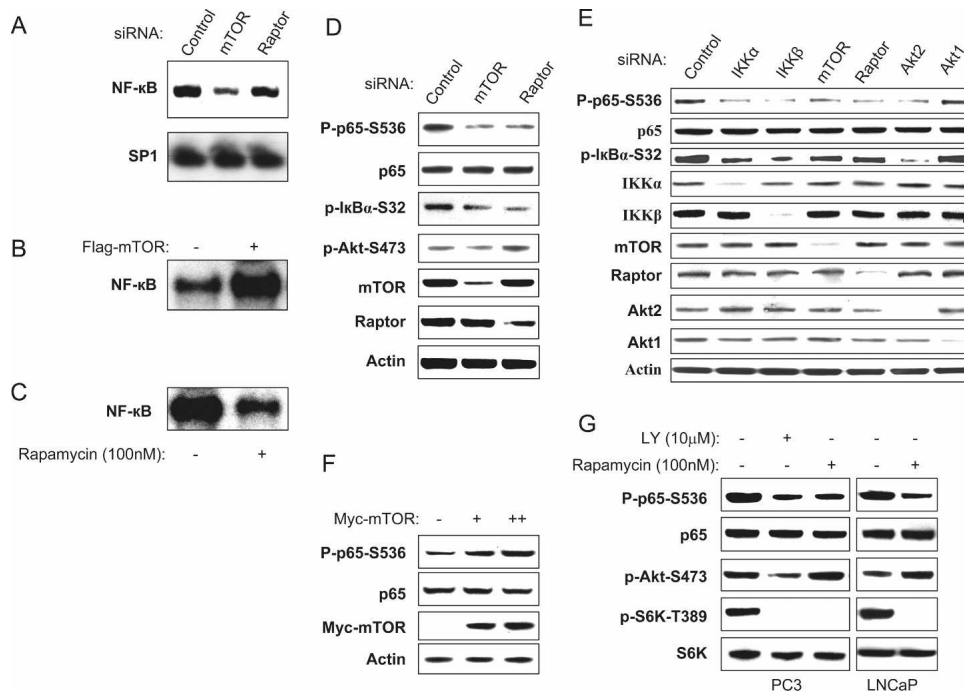 A
siRNA: Control mTOR Raptor
NF-κB
SP1
B
Flag-mTOR: - +
NF-κB
C
NF-κB
Rapamycin (100nM): - +
D
siRNA: Control mTOR Raptor
P-p65-S536
p65
p-IκBα-S32
p-Akt-S473
mTOR
Raptor
Actin
E
siRNA: Control IKKα IKKβ mTOR Raptor Akt2 Akt1
P-p65-S536
p65
p-IκBα-S32
IKKα
IKKβ
mTOR
Raptor
Akt2
Akt1
Actin
F
Myc-mTOR: - + ++
P-p65-S536
p65
Myc-mTOR
Actin
G
LY (10µM) - + - - -
Rapamycin (100nM): - - + - +
P-p65-S536
p65
p-Akt-S473
p-S6K-T389
S6K
PC3 LNCaP